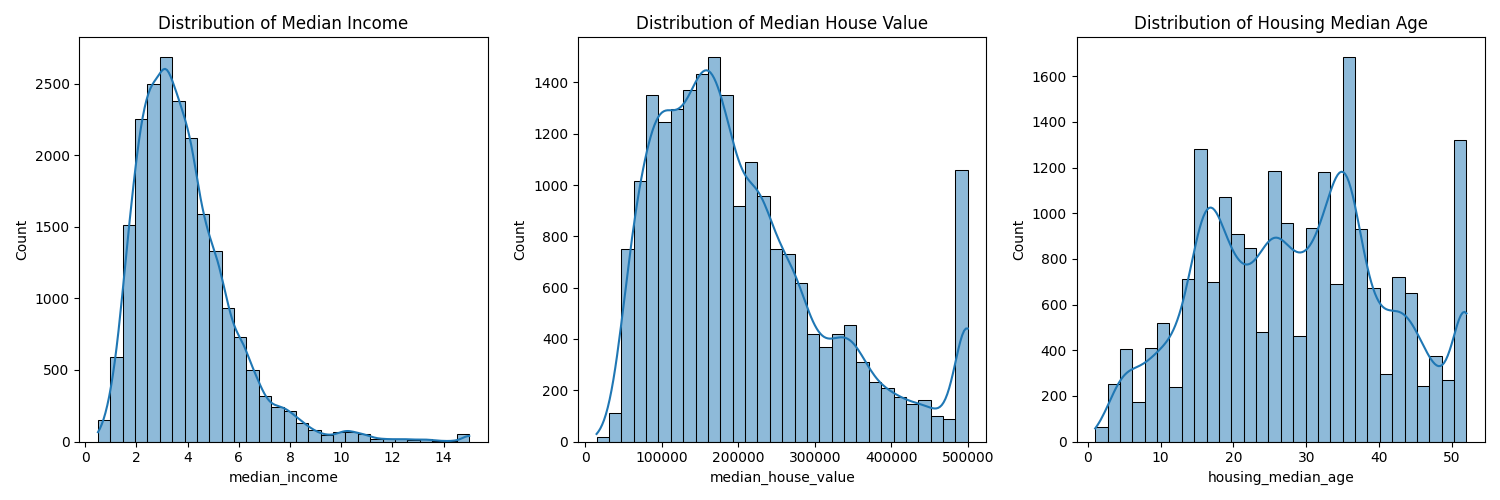 Distribution of Median Income
2500
2000
1500
1000
500
0
Count
0 2 4 6 8 10 12 14
median_income
Distribution of Median House Value
1400
1200
1000
800
600
400
200
0
Count
0 100000 200000 300000 400000 500000
median_house_value
Distribution of Housing Median Age
1600
1400
1200
1000
800
600
400
200
0
Count
0 10 20 30 40 50
housing_median_age